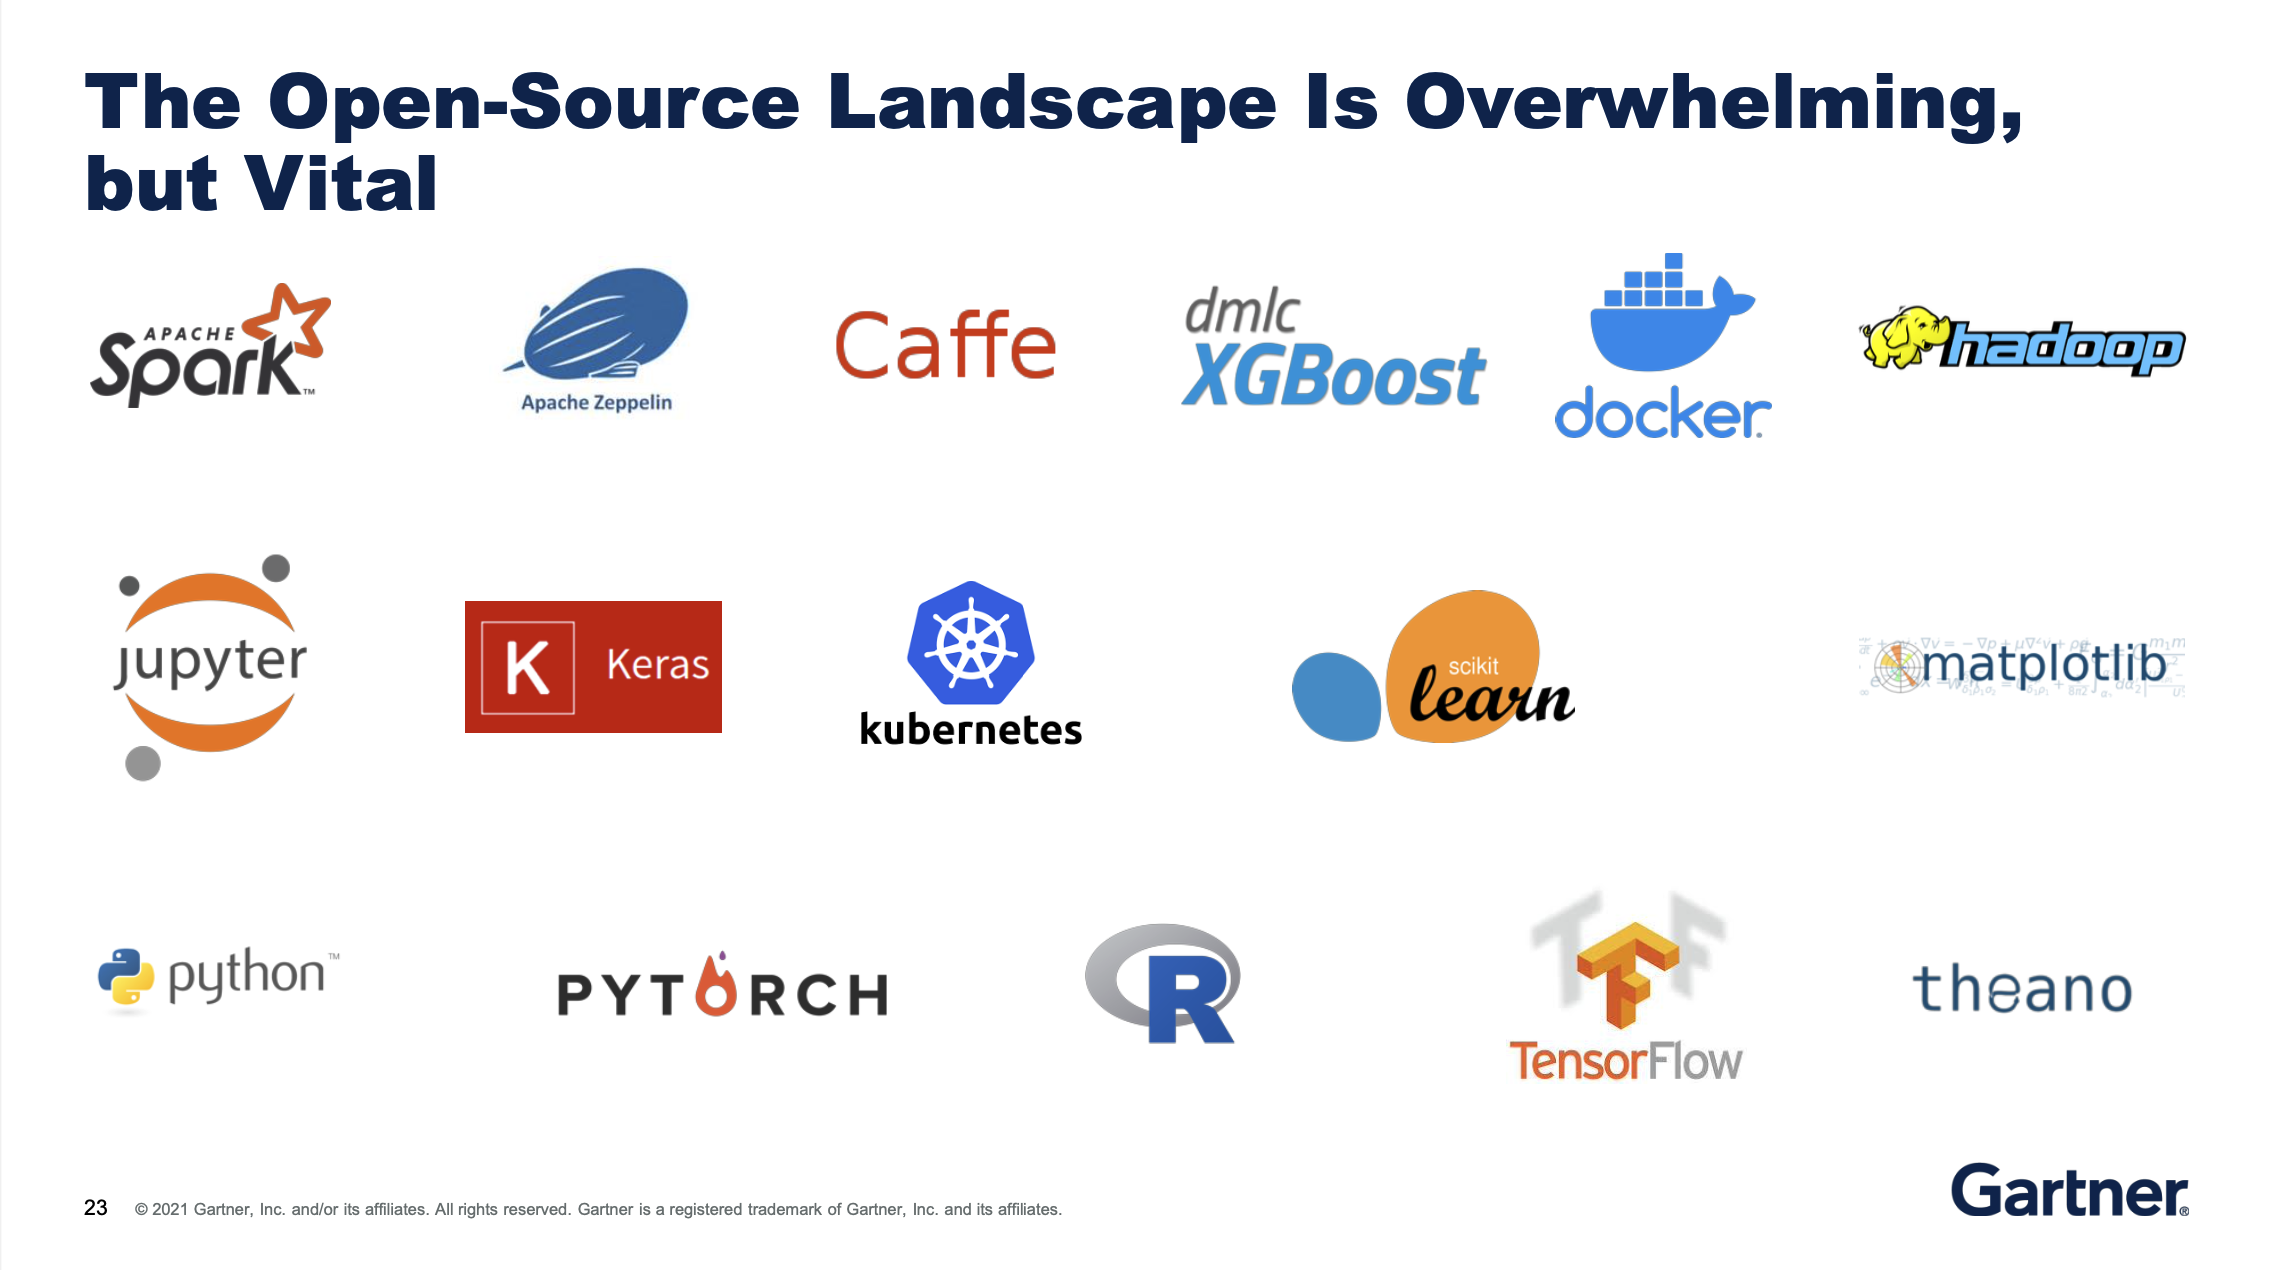 The Open-Source Landscape Is Overwhelming,
but Vital
APACHE
Spark™
Apache Zeppelin
Caffe
dmlc
XGBoost
docker
hadoop
jupyter
K Keras
kubernetes
scikit
learn
matplotlib
python™
PYTORCH
R
TF
TensorFlow
theano
23 © 2021 Gartner, Inc. and/or its affiliates. All rights reserved. Gartner is a registered trademark of Gartner, Inc. and its affiliates.
Gartner®